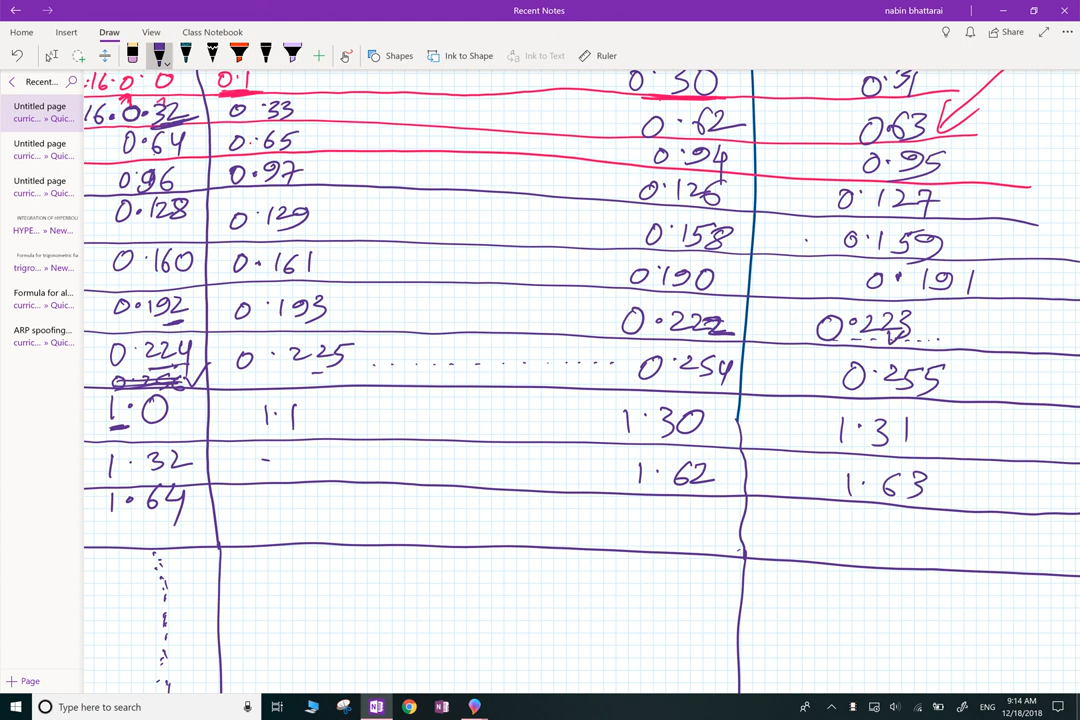 Recent Notes
nabin bhattarai
Home Insert Draw View Class Notebook
Share
Shapes Ink to Shape Ink to Text Ruler
Recent...
Untitled page
curric... » Quic...
Untitled page
curric... » Quic...
Untitled page
curric... » Quic...
INTEGRATION OF HYPERBOL
HYPE... » New...
Formula for trigonometric fu
trigro... » New...
Formula for al...
curric... » Quic...
ARP spoofing...
curric... » Quic...
Page
.16.0.0 0.1 0.30 0.31
16.0.32 0.33 0.62 0.63
0.64 0.65 0.94 0.95
0.96 0.97 0.126 0.127
0.128 0.129 0.158 0.159
0.160 0.161 0.190 0.191
0.192 0.193 0.222 0.223
0.224 0.225 ............ 0.254 0.255
1.0 1.1 1.30 1.31
1.32 - 1.62 1.63
1.64
Type here to search
ENG
9:14 AM
12/18/2018